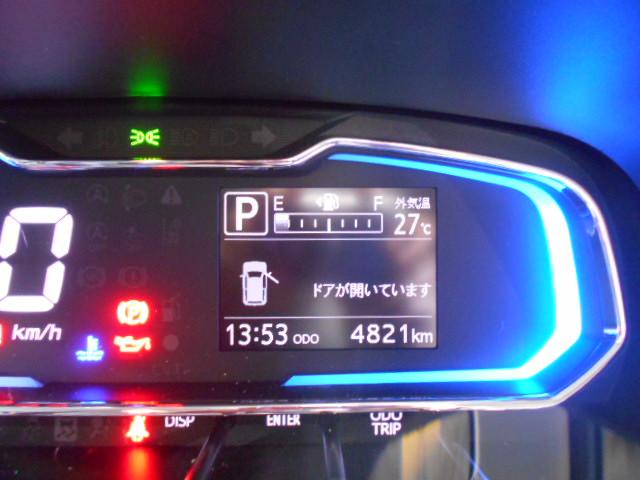 P E F 外気温
27℃
0
ドアが開いています
km/h
13:53 ODO 4821km
DISP ENTER ODO
TRIP